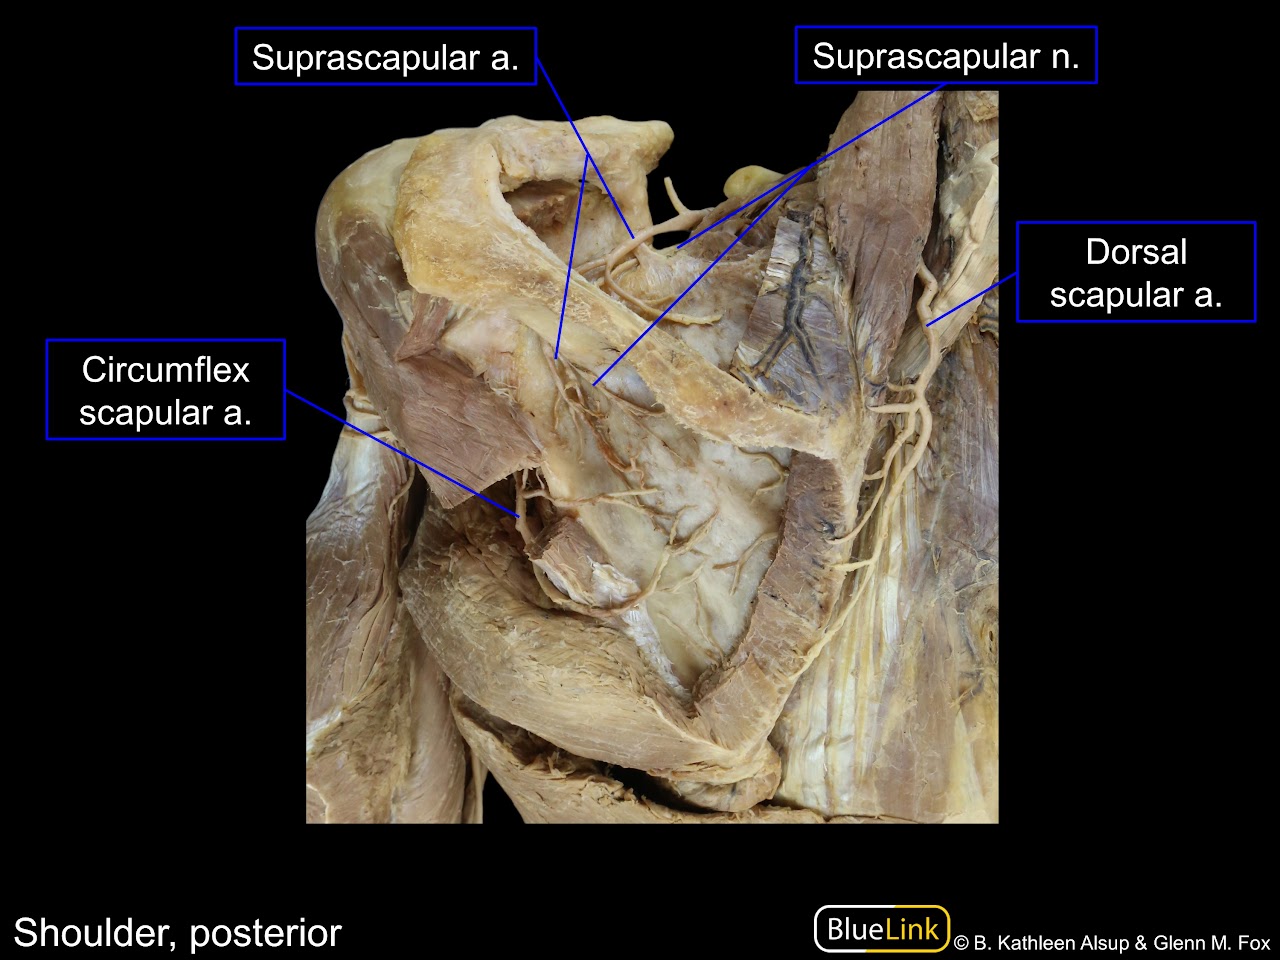 Suprascapular a.
Suprascapular n.
Dorsal
scapular a.
Circumflex
scapular a.
Shoulder, posterior
BlueLink
© B. Kathleen Alsup & Glenn M. Fox